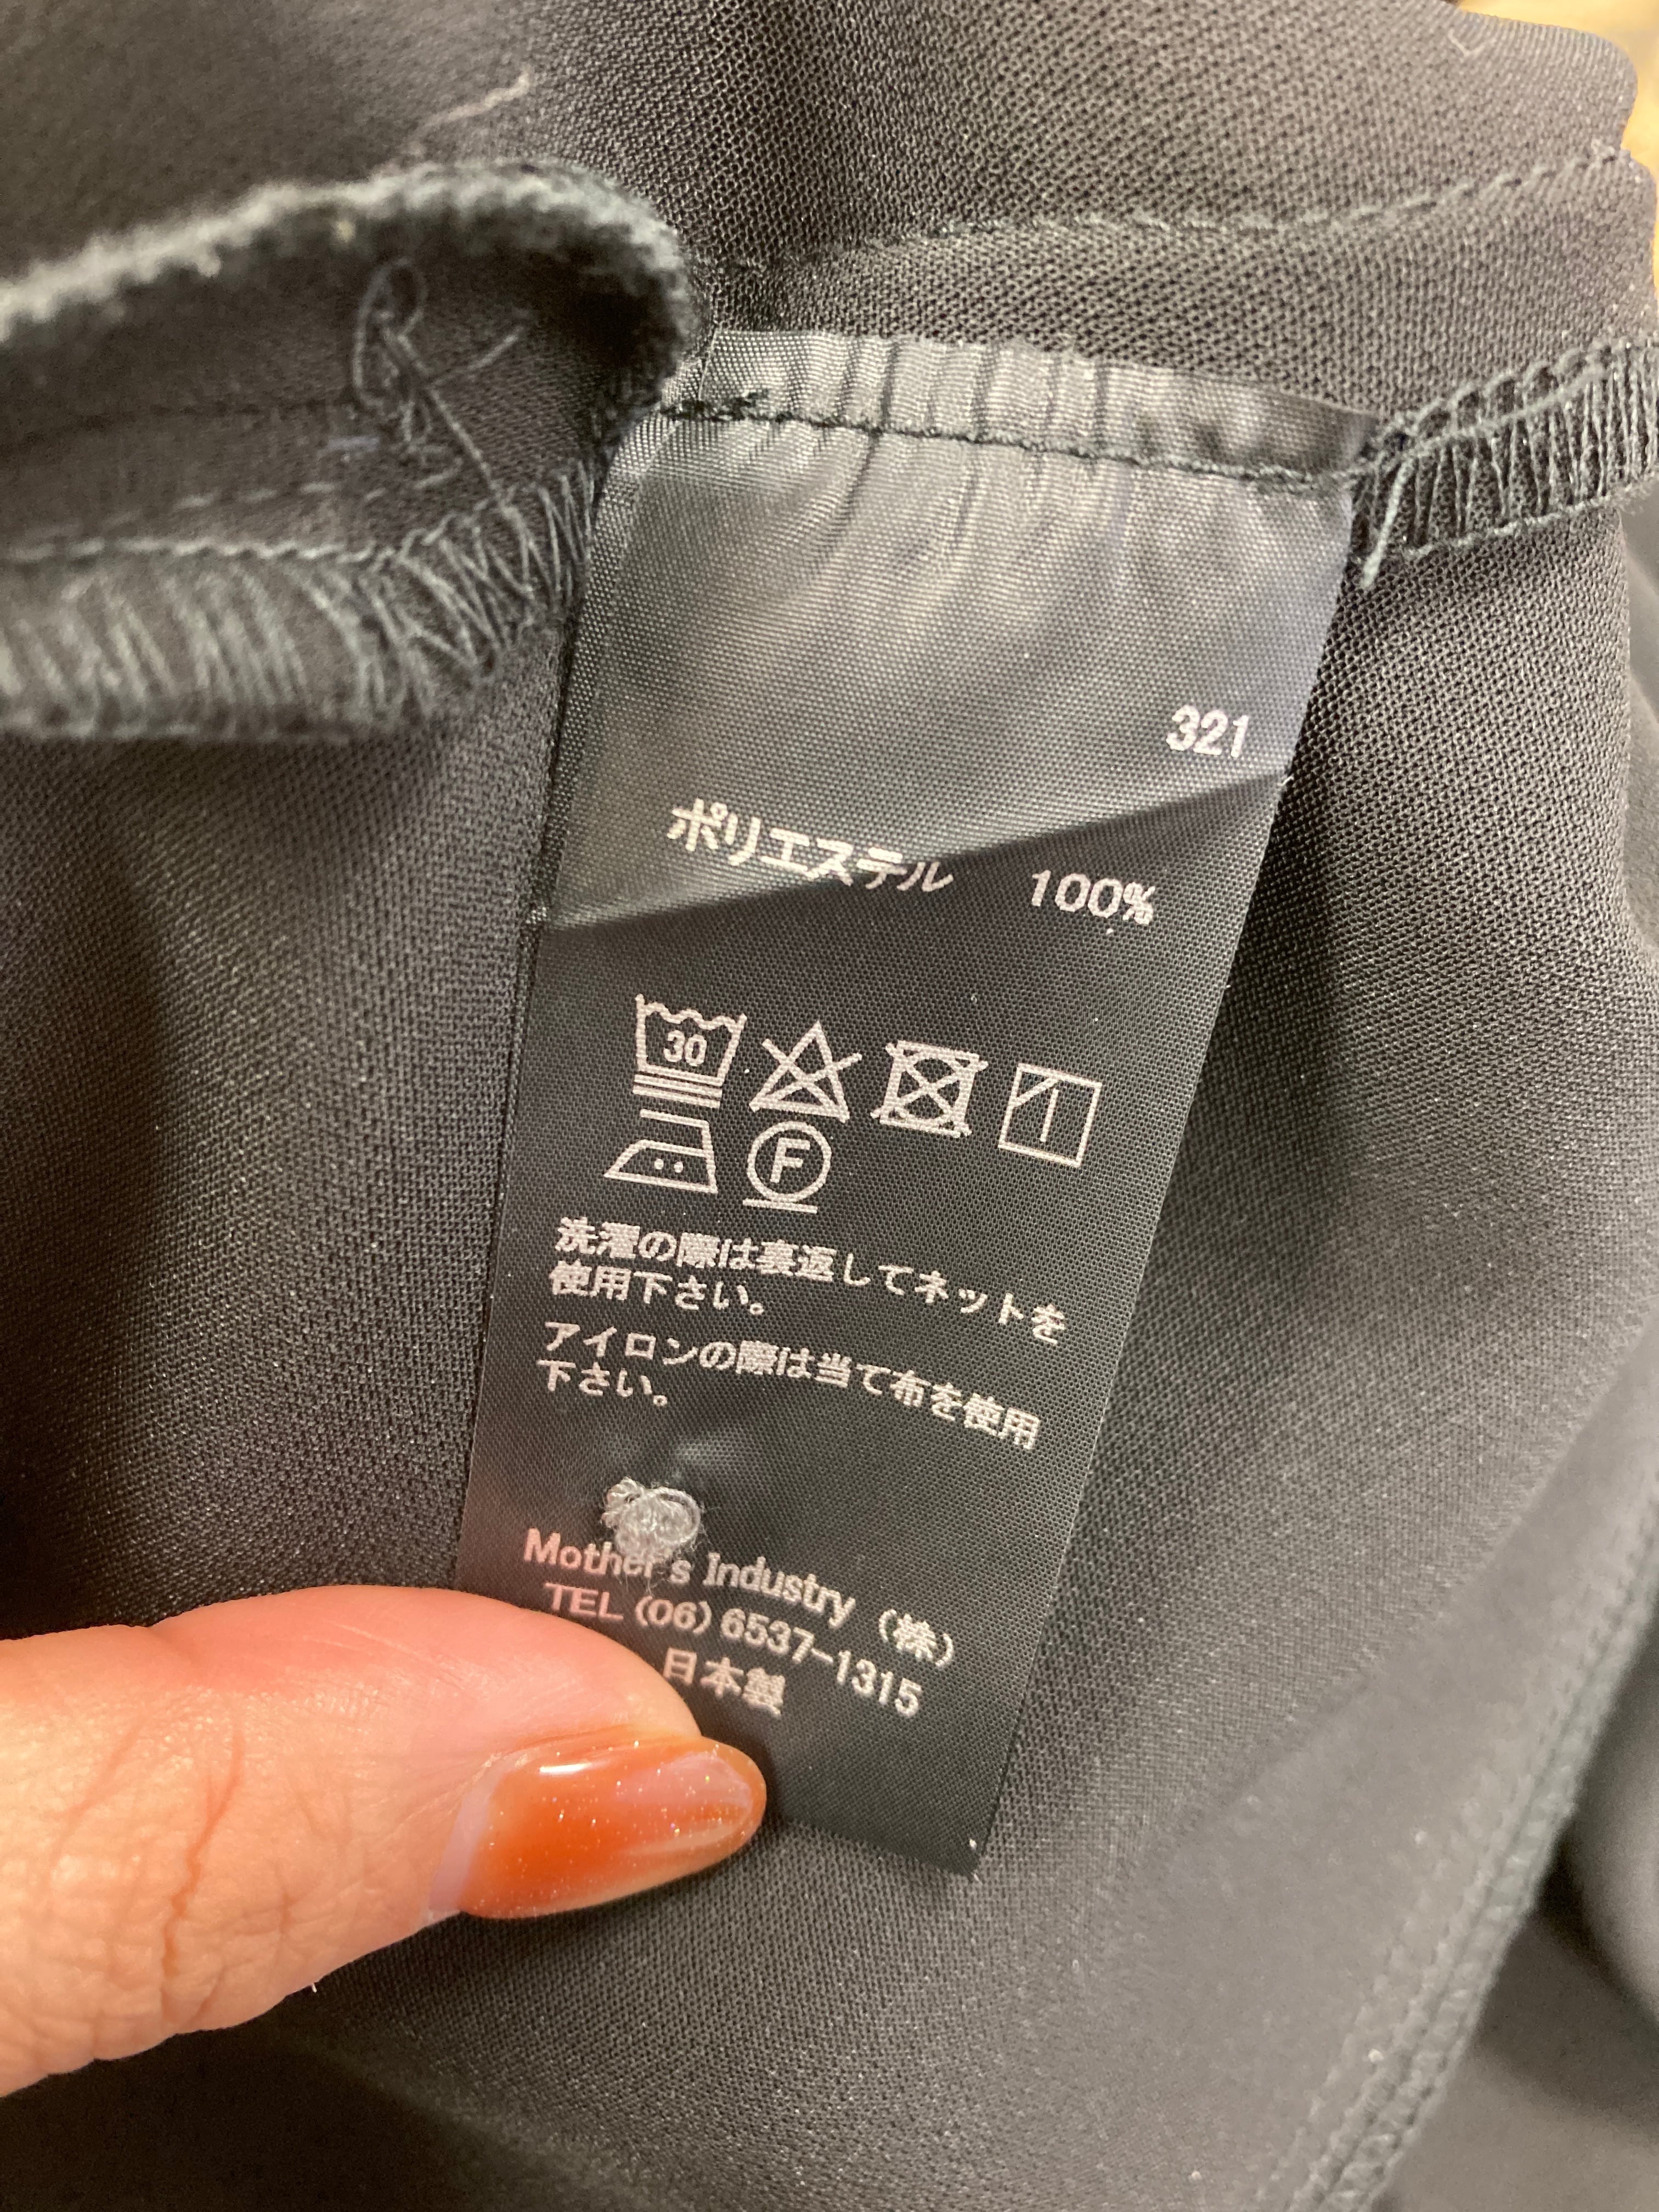 321
ポリエステル 100%
30
F
洗濯の際は裏返してネットを
使用下さい。
アイロンの際は当て布を使用
下さい。
Mother's Industry (株)
TEL (06) 6537-1315
日本製